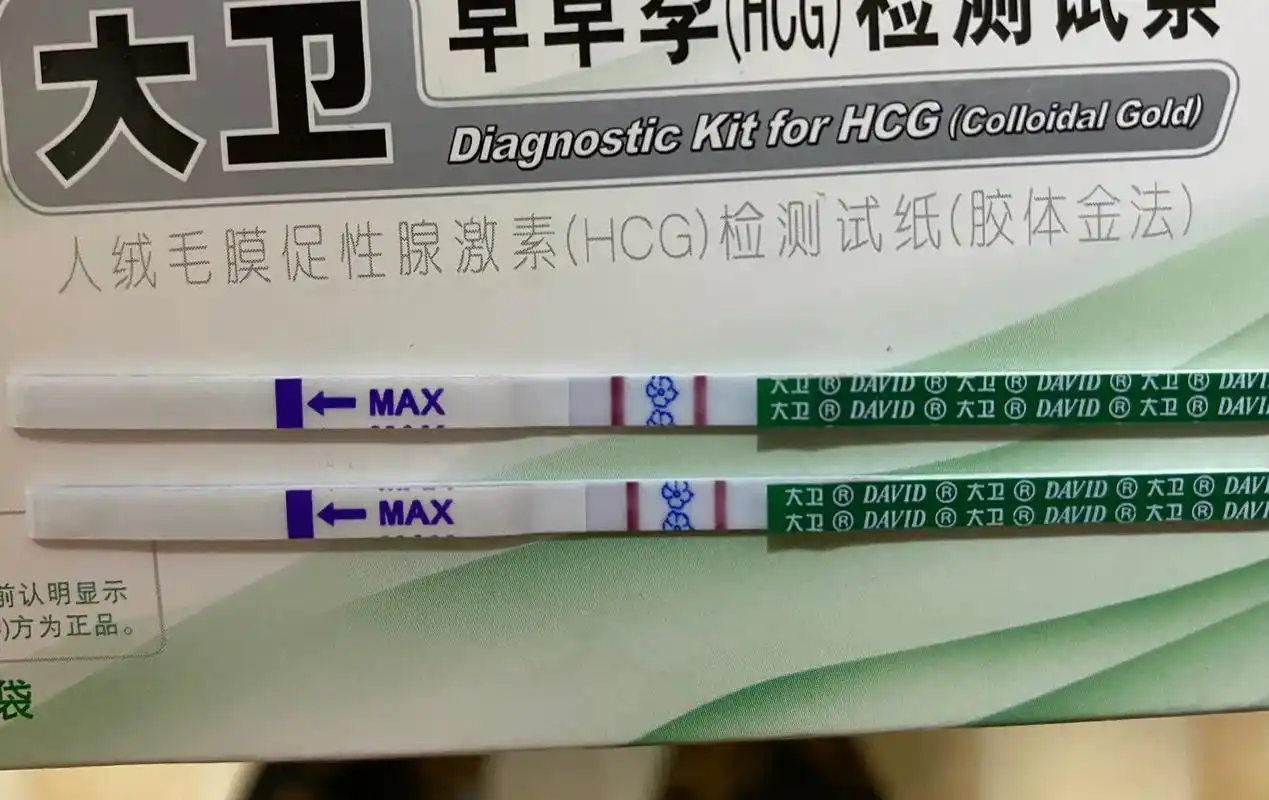 大卫
早早孕(HCG)检测试条
Diagnostic Kit for HCG (Colloidal Gold)
人绒毛膜促性腺激素(HCG)检测试纸(胶体金法)
MAX
大卫 ® DAVID ® 大卫 ® DAVID ® 大卫 ® DAVI
大卫 ® DAVID ® 大卫 ® DAVID ® 大卫 ® DAVI
MAX
大卫 ® DAVID ® 大卫 ® DAVID ® 大卫 ® DAVI
大卫 ® DAVID ® 大卫 ® DAVID ® 大卫 ® DAVI
前认明显示
)方为正品。
袋